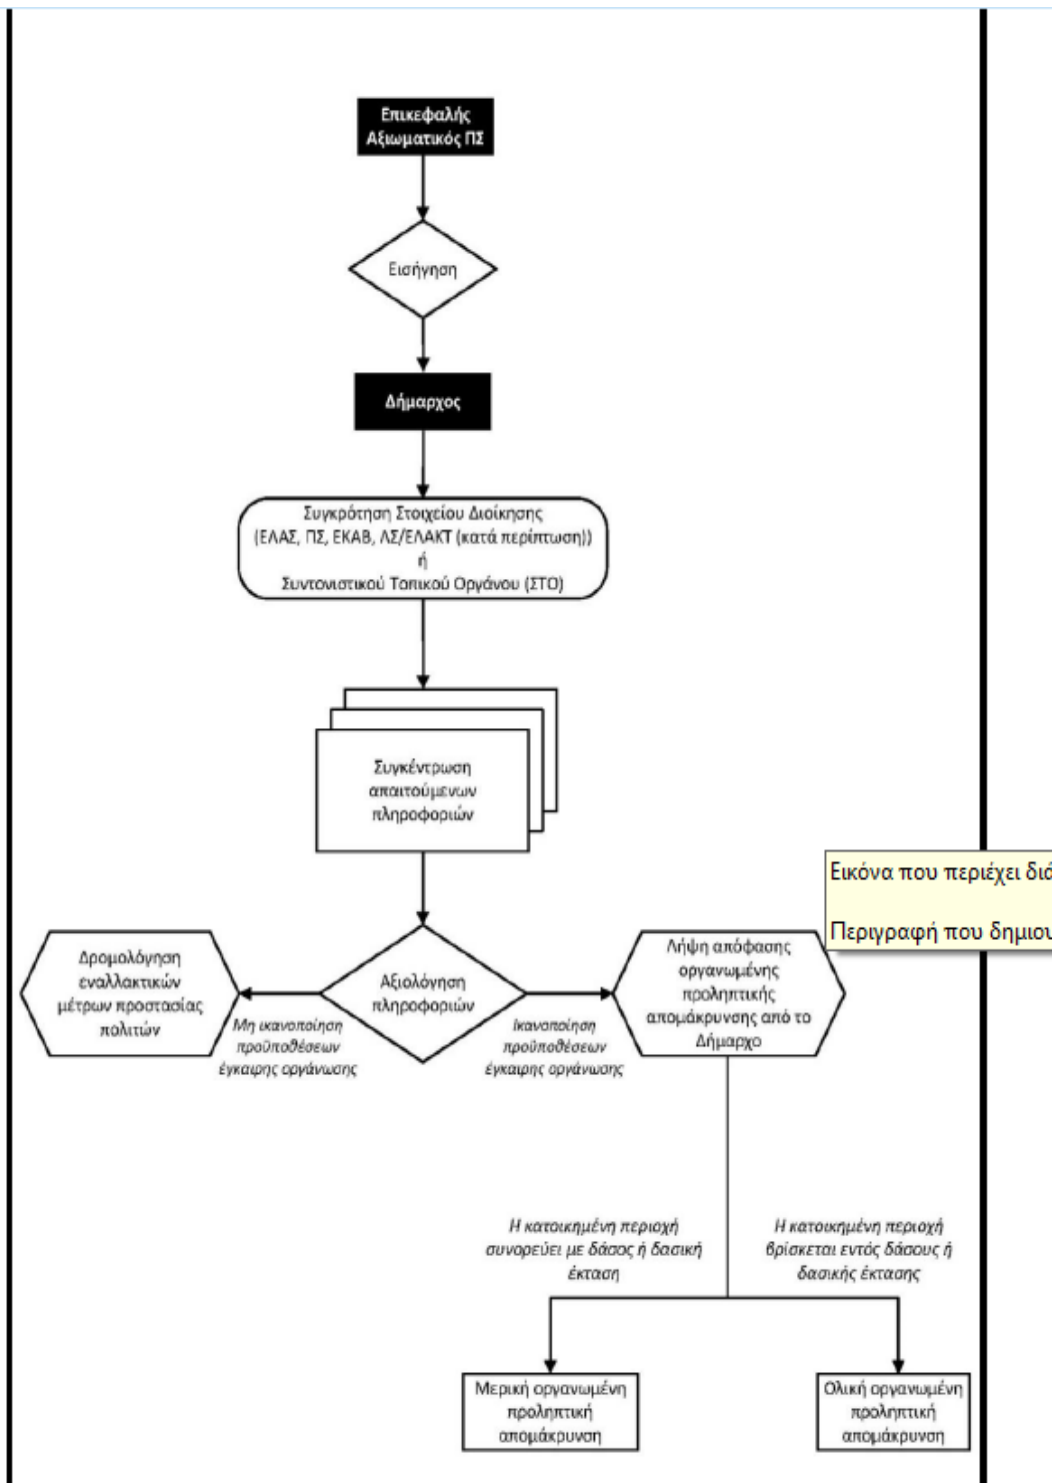 Επικεφαλής
Αξιωματικός ΠΣ
Εισήγηση
Δήμαρχος
Συγκρότηση Στοιχείου Διοίκησης
(ΕΛΑΣ, ΠΣ, ΕΚΑΒ, ΛΣ/ΕΛΑΚΤ (κατά περίπτωση))
ή
Συντονιστικού Τοπικού Οργάνου (ΣΤΟ)
Συγκέντρωση
απαιτούμενων
πληροφοριών
Εικόνα που περιέχει διά
Περιγραφή που δημιου
Δρομολόγηση
εναλλακτικών
μέτρων προστασίας
πολιτών
Αξιολόγηση
πληροφοριών
Λήψη απόφασης
οργανωμένης
προληπτικής
απομάκρυνσης από το
Δήμαρχο
Μη ικανοποίηση
προϋποθέσεων
έγκαιρης οργάνωσης
Ικανοποίηση
προϋποθέσεων
έγκαιρης οργάνωσης
Η κατοικημένη περιοχή
συνορεύει με δάσος ή δασική
έκταση
Η κατοικημένη περιοχή
βρίσκεται εντός δάσους ή
δασικής έκτασης
Μερική οργανωμένη
προληπτική
απομάκρυνση
Ολική οργανωμένη
προληπτική
απομάκρυνση